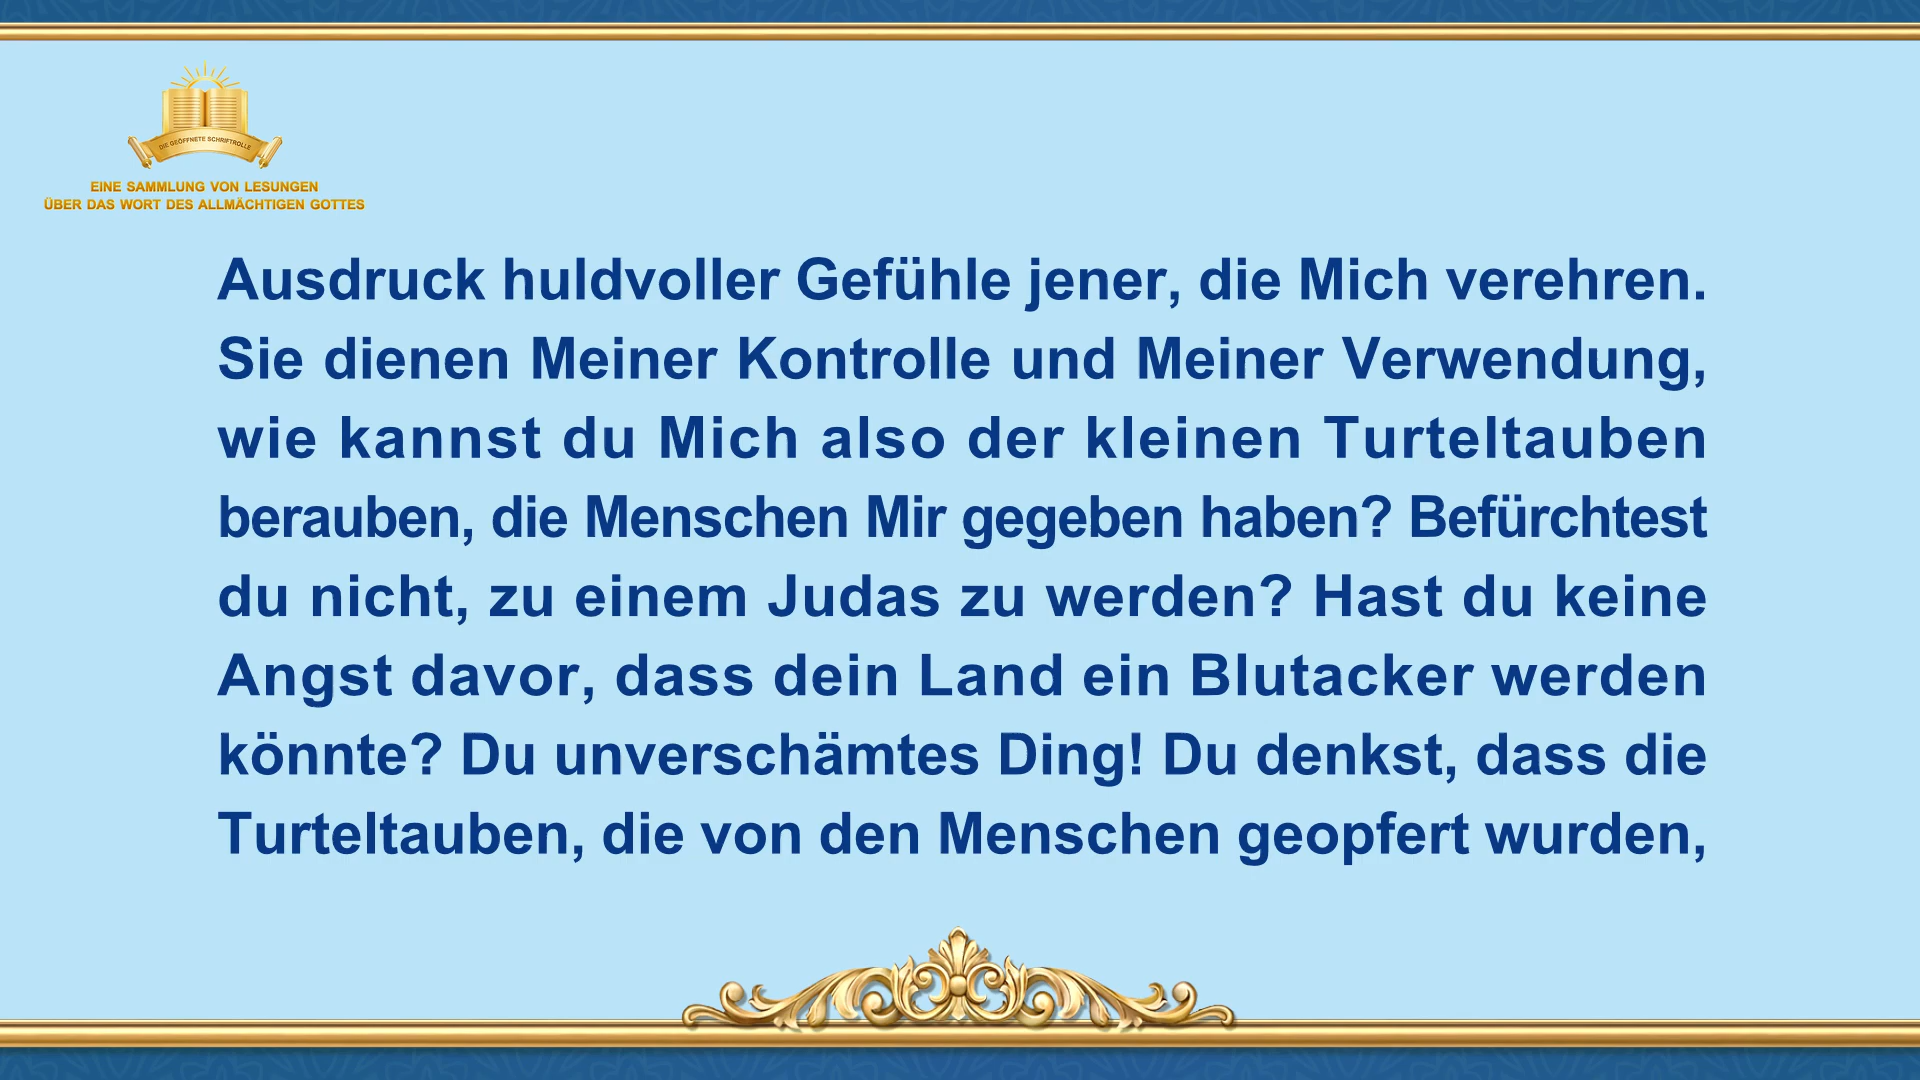 DIE GEÖFFNETE SCHRIFTROLLE
EINE SAMMLUNG VON LESUNGEN
ÜBER DAS WORT DES ALLMÄCHTIGEN GOTTES
Ausdruck huldvoller Gefühle jener, die Mich verehren.
Sie dienen Meiner Kontrolle und Meiner Verwendung,
wie kannst du Mich also der kleinen Turteltauben
berauben, die Menschen Mir gegeben haben? Befürchtest
du nicht, zu einem Judas zu werden? Hast du keine
Angst davor, dass dein Land ein Blutacker werden
könnte? Du unverschämtes Ding! Du denkst, dass die
Turteltauben, die von den Menschen geopfert wurden,